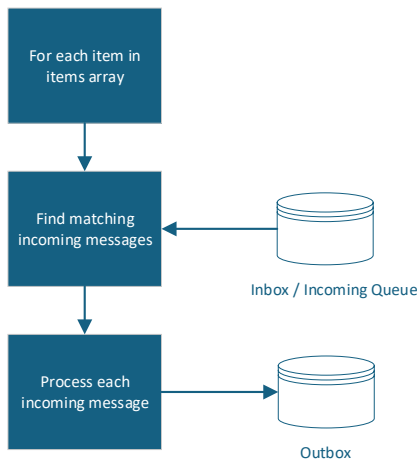 For each item in
items array
Find matching
incoming messages
Inbox / Incoming Queue
Process each
incoming message
Outbox